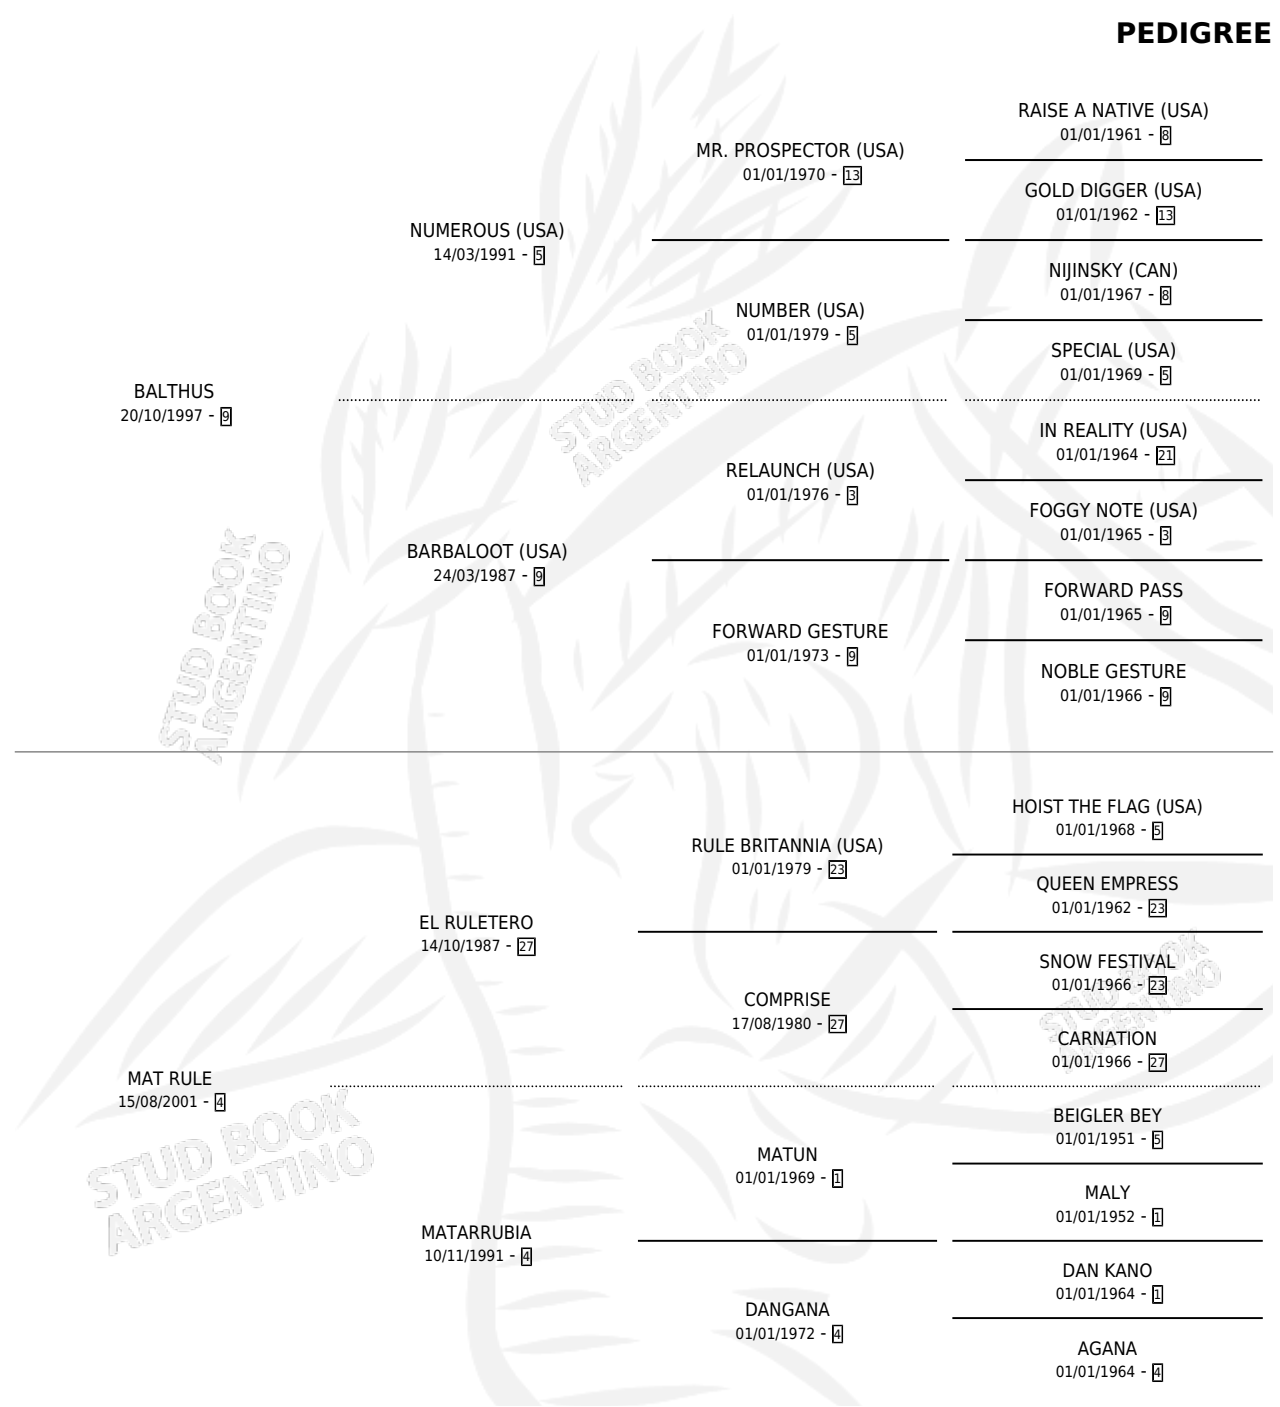 PEDIGREE
RAISE A NATIVE (USA)
01/01/1961 - 8
MR. PROSPECTOR (USA)
01/01/1970 - 13
GOLD DIGGER (USA)
01/01/1962 - 13
NUMEROUS (USA)
14/03/1991 - 5
NIJINSKY (CAN)
01/01/1967 - 8
NUMBER (USA)
01/01/1979 - 5
SPECIAL (USA)
01/01/1969 - 5
STUD BOOK
ARGENTINO
BALTHUS
20/10/1997 - 9
IN REALITY (USA)
01/01/1964 - 21
RELAUNCH (USA)
01/01/1976 - 3
FOGGY NOTE (USA)
01/01/1965 - 3
BARBALOOT (USA)
24/03/1987 - 9
FORWARD PASS
01/01/1965 - 9
FORWARD GESTURE
01/01/1973 - 9
NOBLE GESTURE
01/01/1966 - 9
STUD BOOK
ARGENTINO
HOIST THE FLAG (USA)
01/01/1968 - 5
RULE BRITANNIA (USA)
01/01/1979 - 23
QUEEN EMPRESS
01/01/1962 - 23
EL RULETERO
14/10/1987 - 27
SNOW FESTIVAL
01/01/1966 - 23
COMPRISE
17/08/1980 - 27
STUD BOOK
ARGENTINO
CARNATION
01/01/1966 - 27
MAT RULE
15/08/2001 - 4
BEIGLER BEY
01/01/1951 - 5
MATUN
01/01/1969 - 1
STUD BOOK
ARGENTINO
MALY
01/01/1952 - 1
MATARRUBIA
10/11/1991 - 4
DAN KANO
01/01/1964 - 1
DANGANA
01/01/1972 - 4
AGANA
01/01/1964 - 4